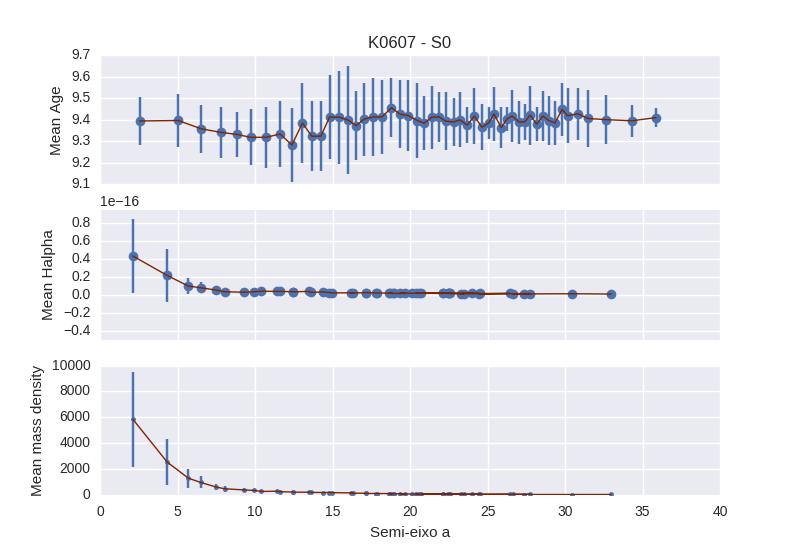 K0607 - S0
9.7
9.6
9.5
9.4
9.3
9.2
9.1
Mean Age
1e−16
0.8
0.6
0.4
0.2
0.0
−0.2
−0.4
Mean Halpha
10000
8000
6000
4000
2000
0
Mean mass density
0 5 10 15 20 25 30 35 40
Semi-eixo a